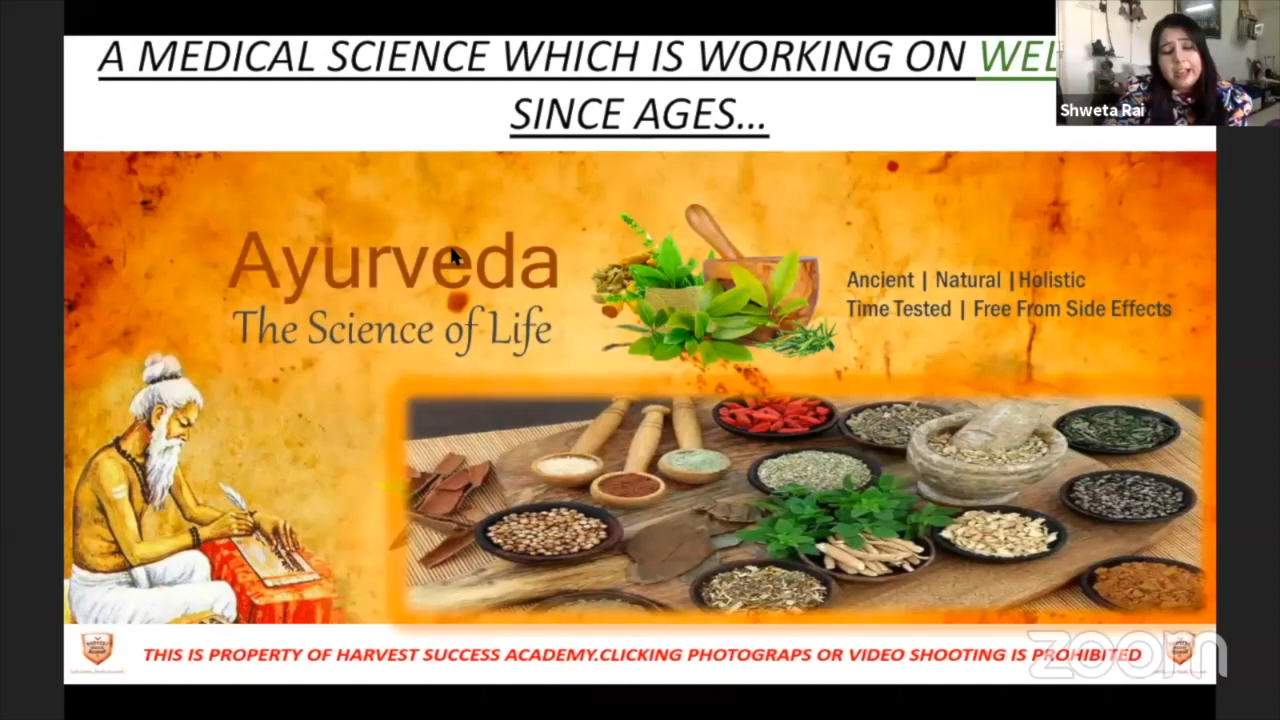 A MEDICAL SCIENCE WHICH IS WORKING ON WEL
SINCE AGES...
Shweta Rai
Ayurveda
The Science of Life
Ancient | Natural | Holistic
Time Tested | Free From Side Effects
THIS IS PROPERTY OF HARVEST SUCCESS ACADEMY.CLICKING PHOTOGRAPS OR VIDEO SHOOTING IS PROHIBITED
zoom